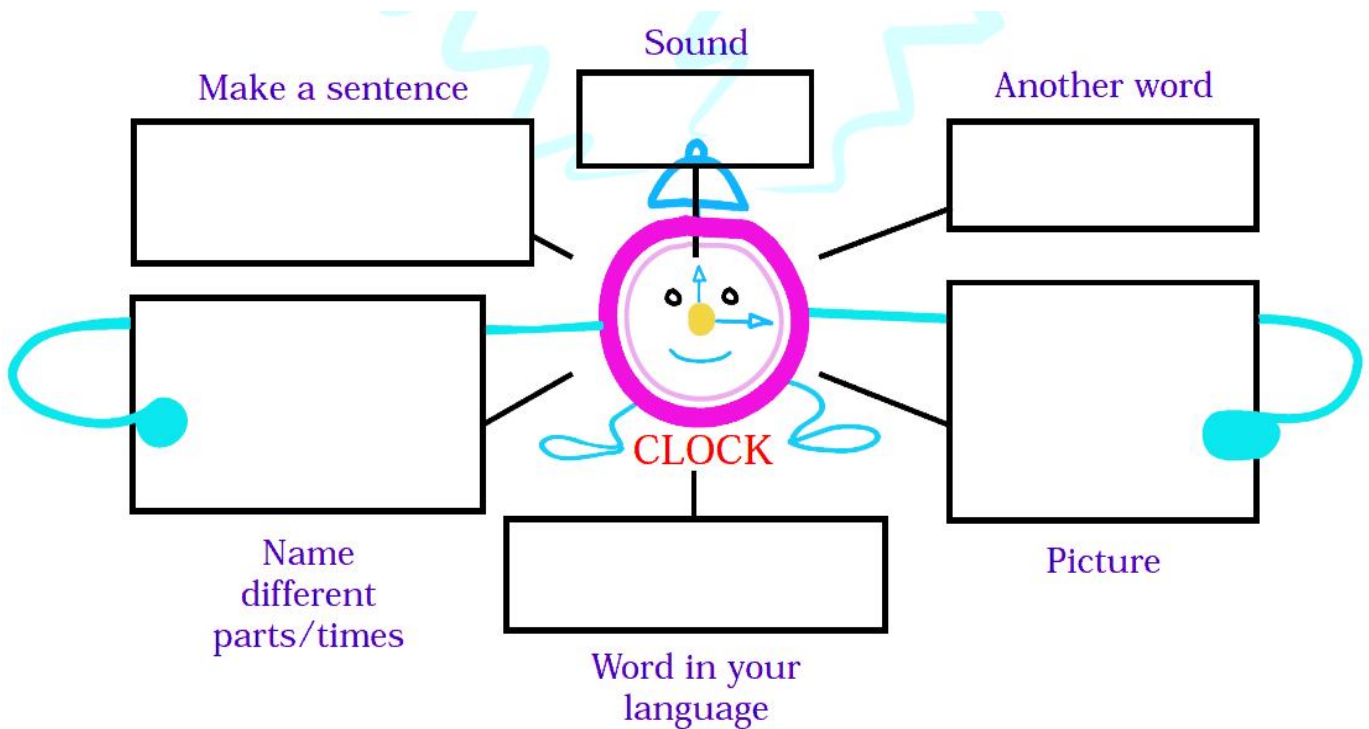 Sound
Make a sentence
Another word
CLOCK
Name
different
parts/times
Picture
Word in your
language